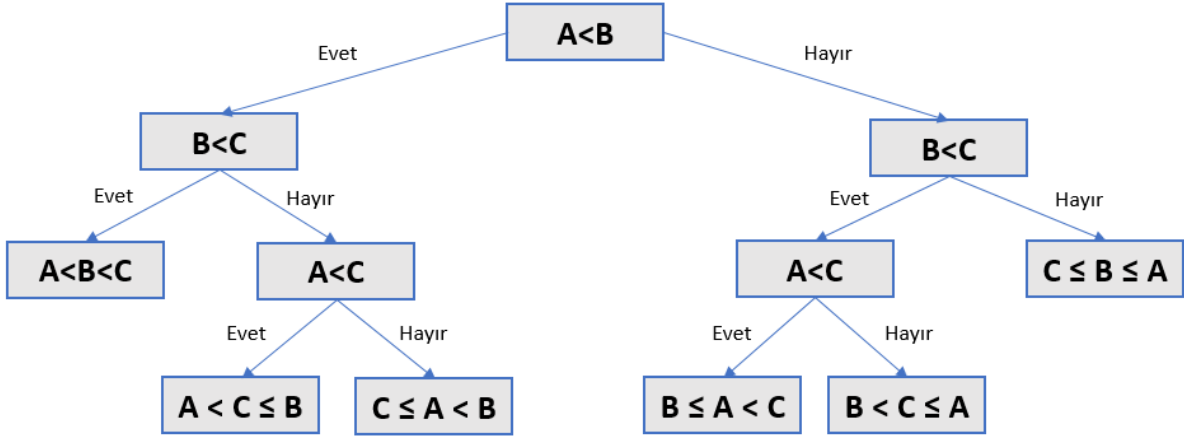 A<B
Evet
Hayır
B<C
B<C
Evet
Hayır
Evet
Hayır
A<B<C
A<C
A<C
C ≤ B ≤ A
Evet
Hayır
Evet
Hayır
A < C ≤ B
C ≤ A < B
B ≤ A < C
B < C ≤ A